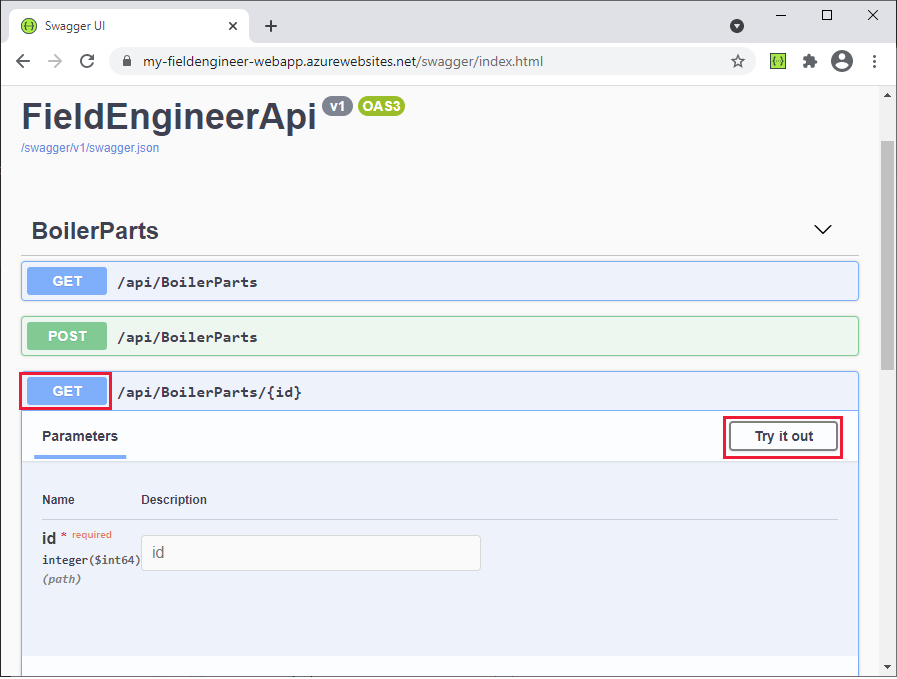 Swagger UI
my-fieldengineer-webapp.azurewebsites.net/swagger/index.html
FieldEngineerApi v1 OAS3
/swagger/v1/swagger.json
BoilerParts
GET /api/BoilerParts
POST /api/BoilerParts
GET /api/BoilerParts/{id}
Parameters Try it out
Name Description
id * required
integer($int64) id
(path)